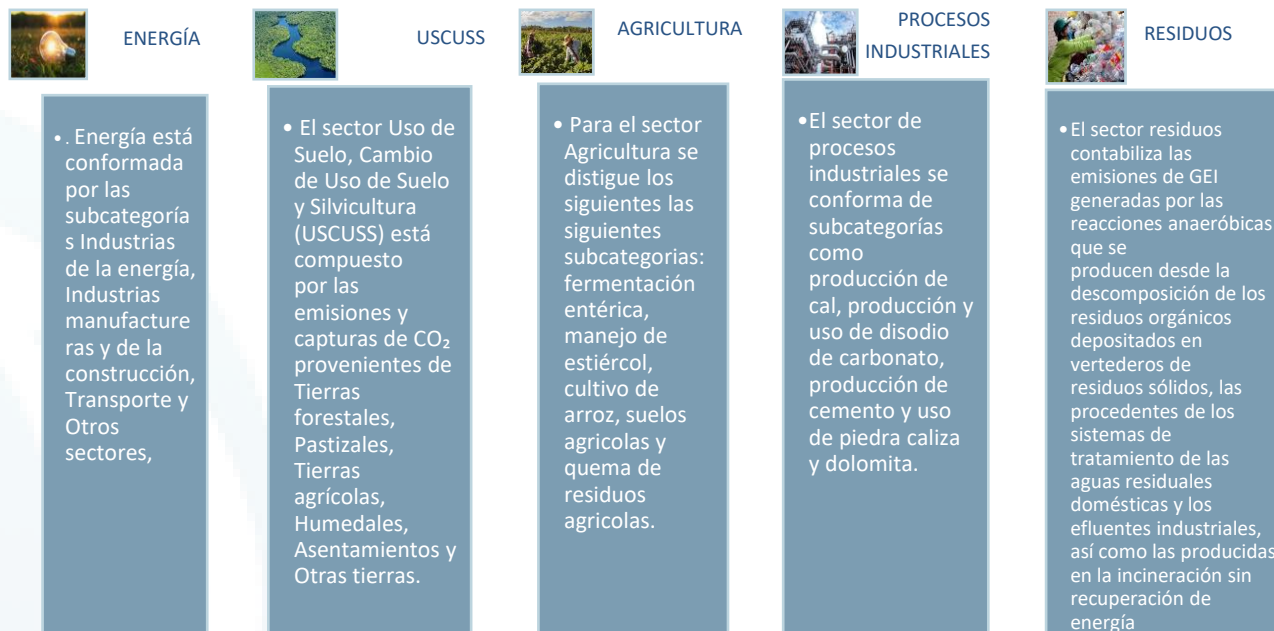 ENERGÍA
• . Energía está
conformada
por las
subcategoría
s Industrias
de la energía,
Industrias
manufacture
ras y de la
construcción,
Transporte y
Otros
sectores,
USCUSS
• El sector Uso de
Suelo, Cambio
de Uso de Suelo
y Silvicultura
(USCUSS) está
compuesto
por las
emisiones y
capturas de CO₂
provenientes de
Tierras
forestales,
Pastizales,
Tierras
agrícolas,
Humedales,
Asentamientos y
Otras tierras.
AGRICULTURA
• Para el sector
Agricultura se
distigue los
siguientes las
siguientes
subcategorias:
fermentación
entérica,
manejo de
estiércol,
cultivo de
arroz, suelos
agricolas y
quema de
residuos
agricolas.
PROCESOS
INDUSTRIALES
•El sector de
procesos
industriales se
conforma de
subcategorías
como
producción de
cal, producción y
uso de disodio
de carbonato,
producción de
cemento y uso
de piedra caliza
y dolomita.
RESIDUOS
•El sector residuos
contabiliza las
emisiones de GEI
generadas por las
reacciones anaeróbicas
que se
producen desde la
descomposición de los
residuos orgánicos
depositados en
vertederos de
residuos sólidos, las
procedentes de los
sistemas de
tratamiento de las
aguas residuales
domésticas y los
efluentes industriales,
así como las producidas
en la incineración sin
recuperación de
energía